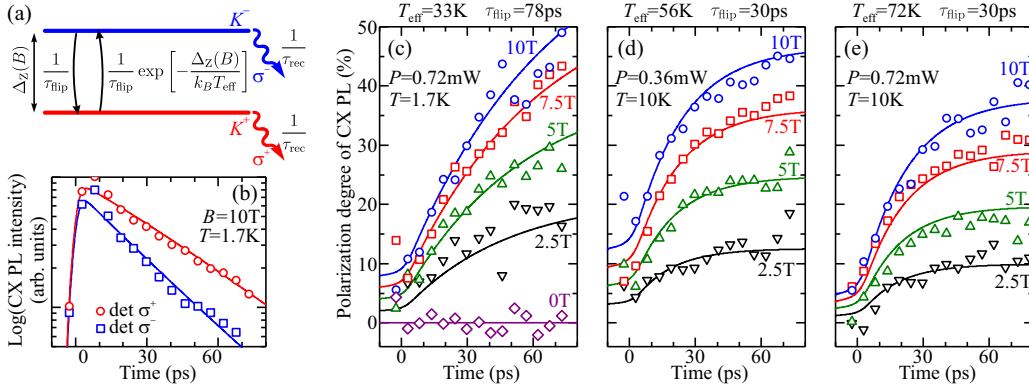 (a)
K⁻
Δ_Z(B)
1/τ_flip
1/τ_flip exp[-Δ_Z(B)/k_B T_eff]
σ⁻
1/τ_rec
K⁺
σ⁺
1/τ_rec
(b)
B=10T
T=1.7K
det σ⁺
det σ⁻
Log(CX PL intensity)
(arb. units)
0 30 60
Time (ps)
T_eff=33K τ_flip=78ps
(c)
10T
P=0.72mW
T=1.7K
7.5T
5T
2.5T
0T
Polarization degree of CX PL (%)
50
40
30
20
10
0
0 30 60
Time (ps)
T_eff=56K τ_flip=30ps
(d)
10T
P=0.36mW
T=10K
7.5T
5T
2.5T
0 30 60
Time (ps)
T_eff=72K τ_flip=30ps
(e)
10T
P=0.72mW
T=10K
7.5T
5T
2.5T
0 30 60
Time (ps)